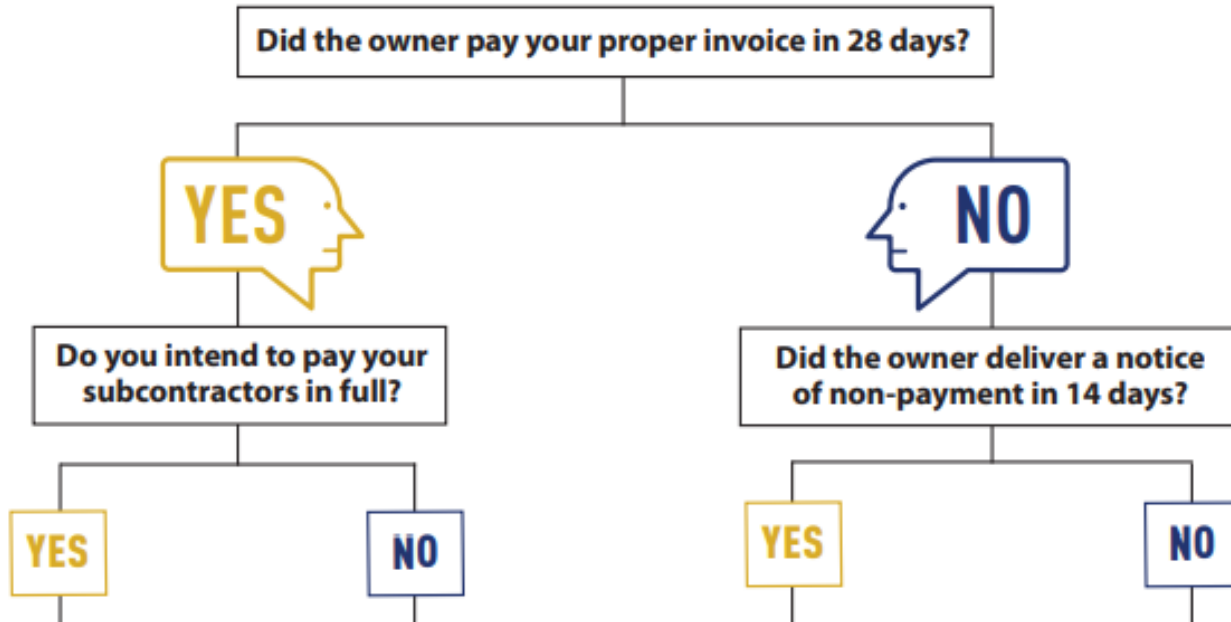 Did the owner pay your proper invoice in 28 days?
YES
NO
Do you intend to pay your
subcontractors in full?
Did the owner deliver a notice
of non-payment in 14 days?
YES
NO
YES
NO